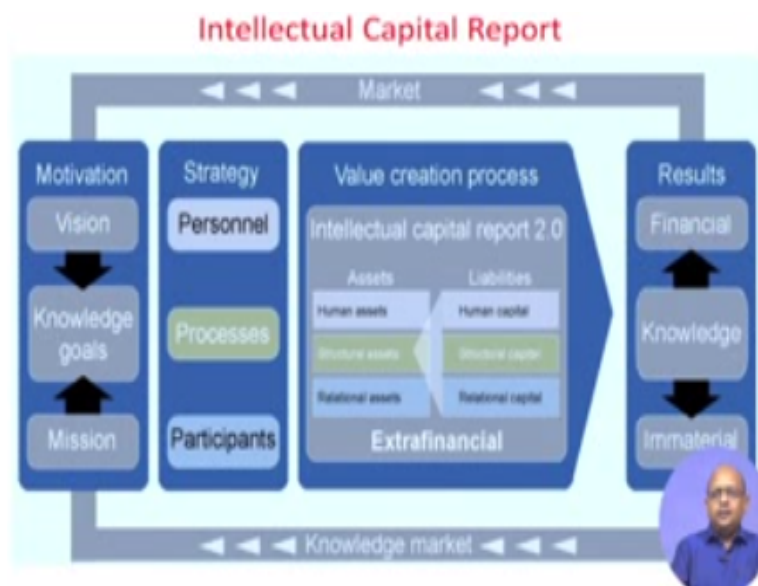 Intellectual Capital Report
Market
Motivation
Vision
Knowledge
goals
Mission
Strategy
Personnel
Processes
Participants
Value creation process
Intellectual capital report 2.0
Assets
Liabilities
Human assets
Human capital
Structural assets
Structural capital
Relational assets
Relational capital
Extrafinancial
Results
Financial
Knowledge
Immaterial
Knowledge market